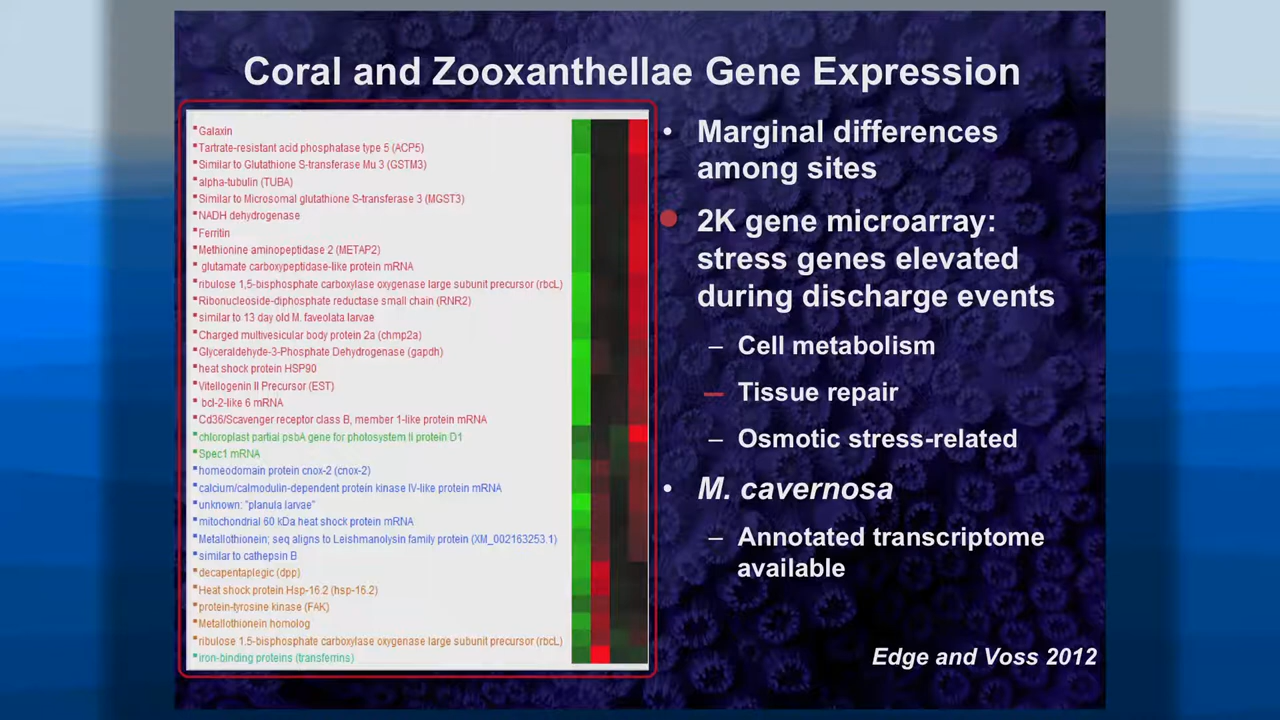 Coral and Zooxanthellae Gene Expression
Galaxin
Tartrate-resistant acid phosphatase type 5 (ACP5)
Similar to Glutathione S-transferase Mu 3 (GSTM3)
alpha-tubulin (TUBA)
Similar to Microsomal glutathione S-transferase 3 (MGST3)
NADH dehydrogenase
Ferritin
Methionine aminopeptidase 2 (METAP2)
glutamate carboxypeptidase-like protein mRNA
ribulose 1,5-bisphosphate carboxylase oxygenase large subunit precursor (rbcL)
Ribonucleoside-diphosphate reductase small chain (RNR2)
similar to 13 day old M. faveolata larvae
Charged multivesicular body protein 2a (chmp2a)
Glyceraldehyde-3-Phosphate Dehydrogenase (gapdh)
heat shock protein HSP90
Vitellogenin II Precursor (EST)
bcl-2-like 6 mRNA
Cd36/Scavenger receptor class B, member 1-like protein mRNA
chloroplast partial psbA gene for photosystem II protein D1
Spec1 mRNA
homeodomain protein cnox-2 (cnox-2)
calcium/calmodulin-dependent protein kinase IV-like protein mRNA
unknown: "planula larvae"
mitochondrial 60 kDa heat shock protein mRNA
Metallothionein; seq aligns to Leishmanolysin family protein (XM_002163253.1)
similar to cathepsin B
decapentaplegic (dpp)
Heat shock protein Hsp-16.2 (hsp-16.2)
protein-tyrosine kinase (FAK)
Metallothionein homolog
ribulose 1,5-bisphosphate carboxylase oxygenase large subunit precursor (rbcL)
iron-binding proteins (transferrins)
• Marginal differences
among sites
• 2K gene microarray:
stress genes elevated
during discharge events
– Cell metabolism
– Tissue repair
– Osmotic stress-related
• M. cavernosa
– Annotated transcriptome
available
Edge and Voss 2012